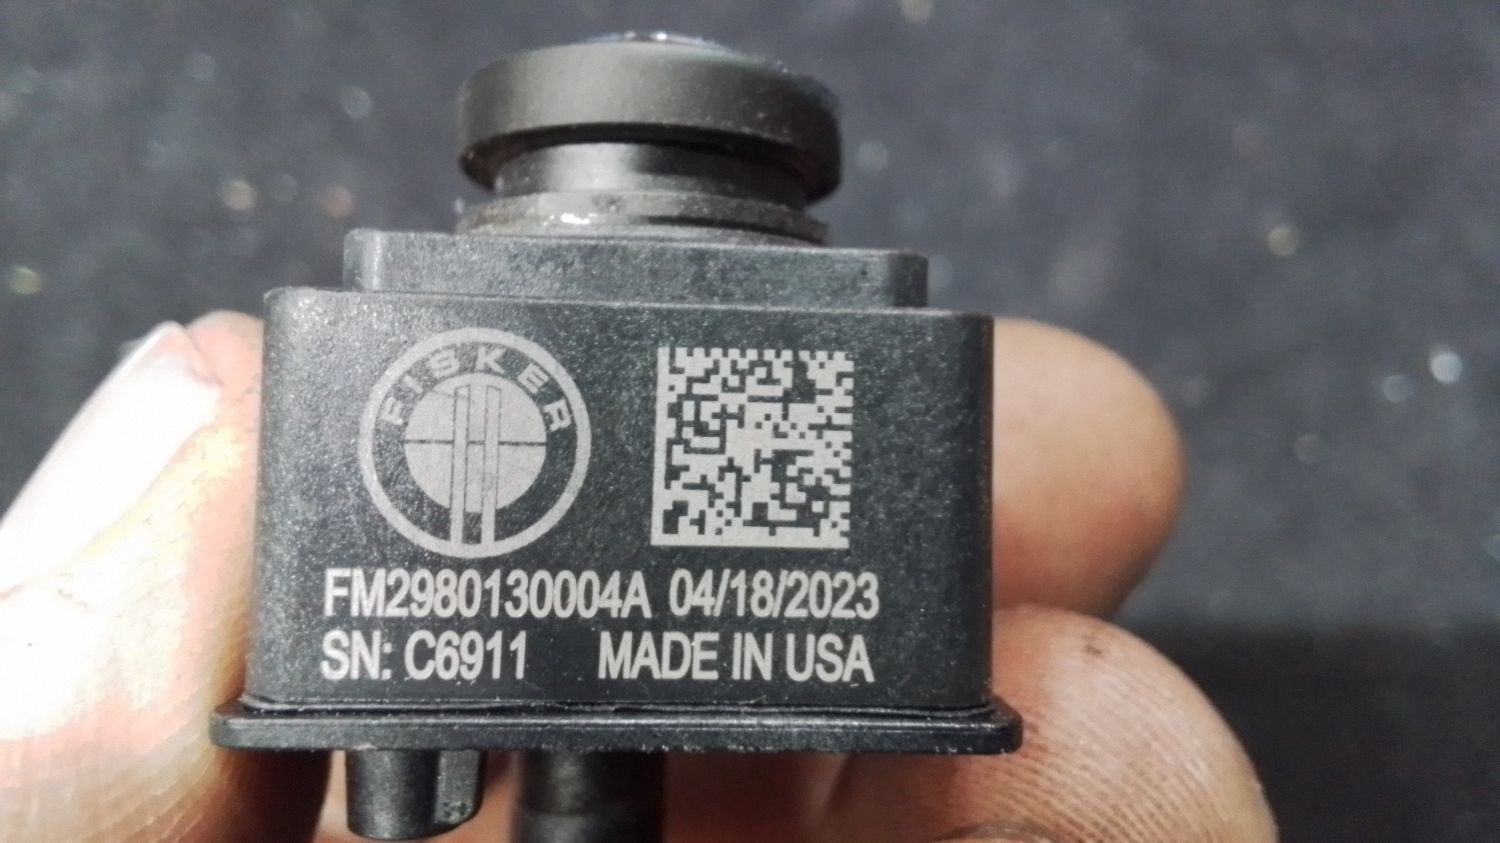 FISKER
FM2980130004A 04/18/2023
SN: C6911 MADE IN USA